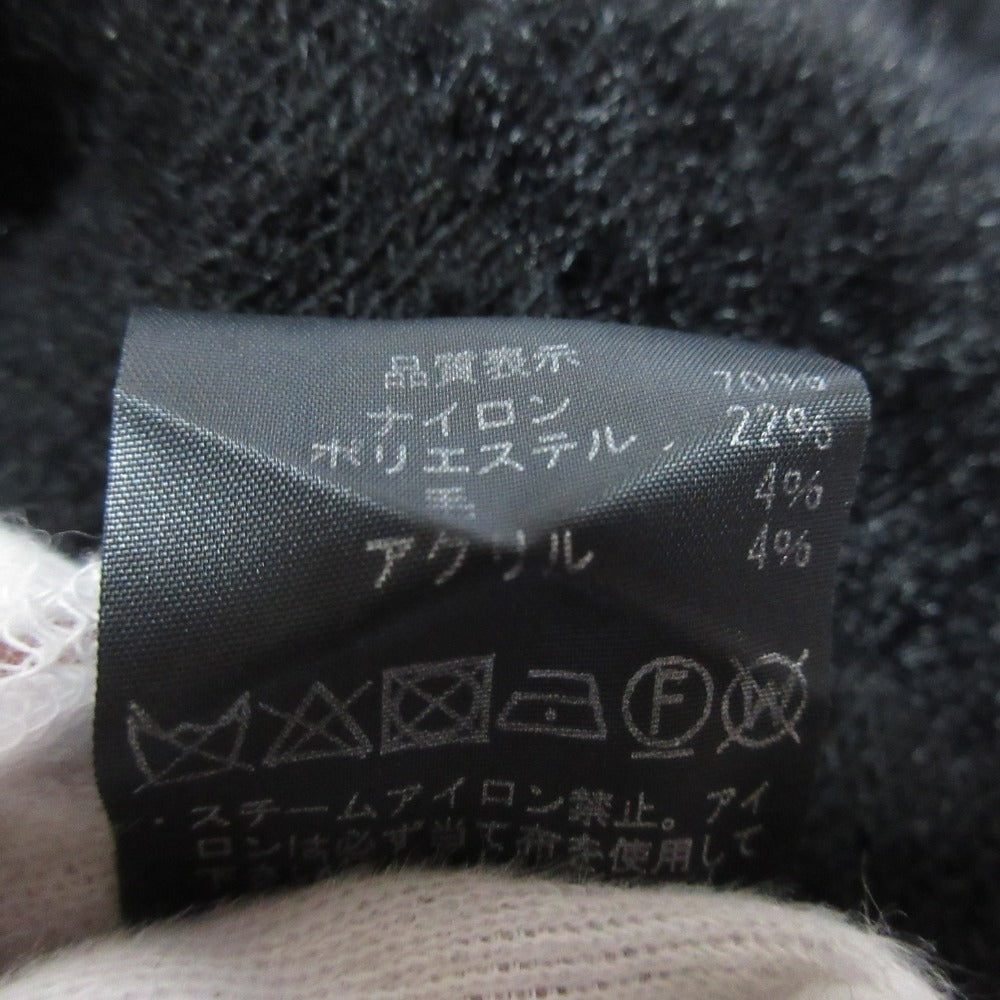 品質表示
ナイロン 70%
ポリエステル 22%
毛 4%
アクリル 4%
F W
スチームアイロン禁止。アイ
ロンは必ず当て布を使用して